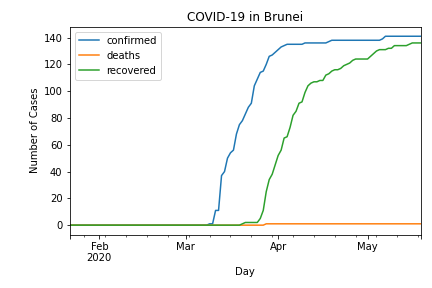 COVID-19 in Brunei
confirmed
deaths
recovered
Number of Cases
140
120
100
80
60
40
20
0
Feb
2020
Mar
Apr
May
Day